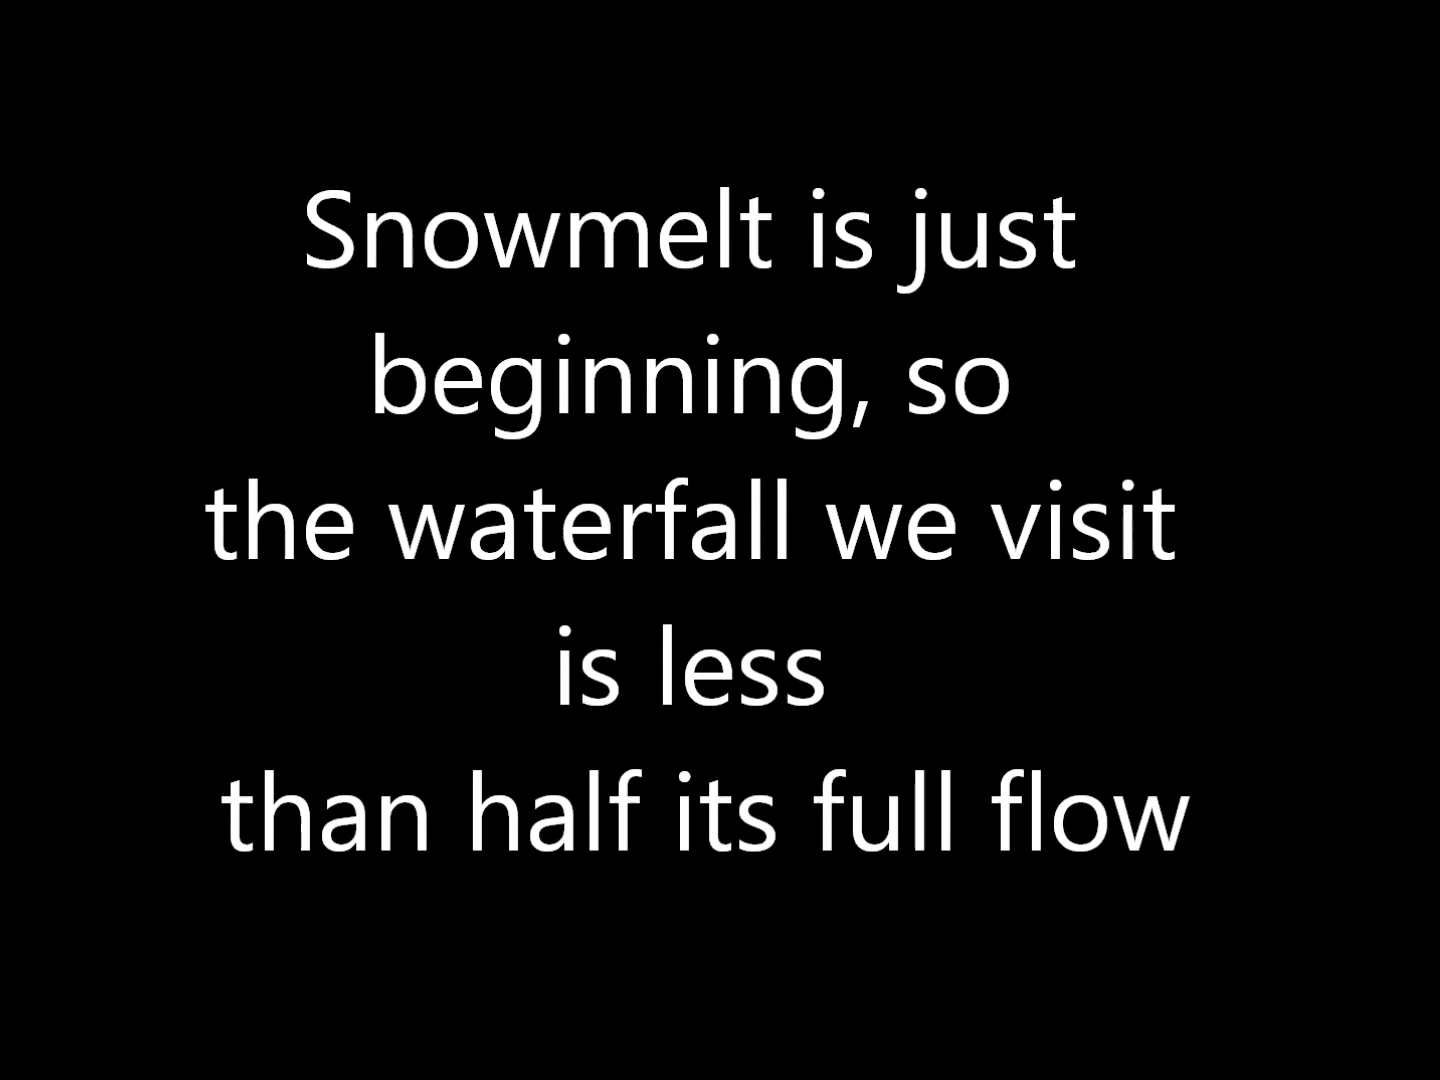 Snowmelt is just
beginning, so
the waterfall we visit
is less
than half its full flow